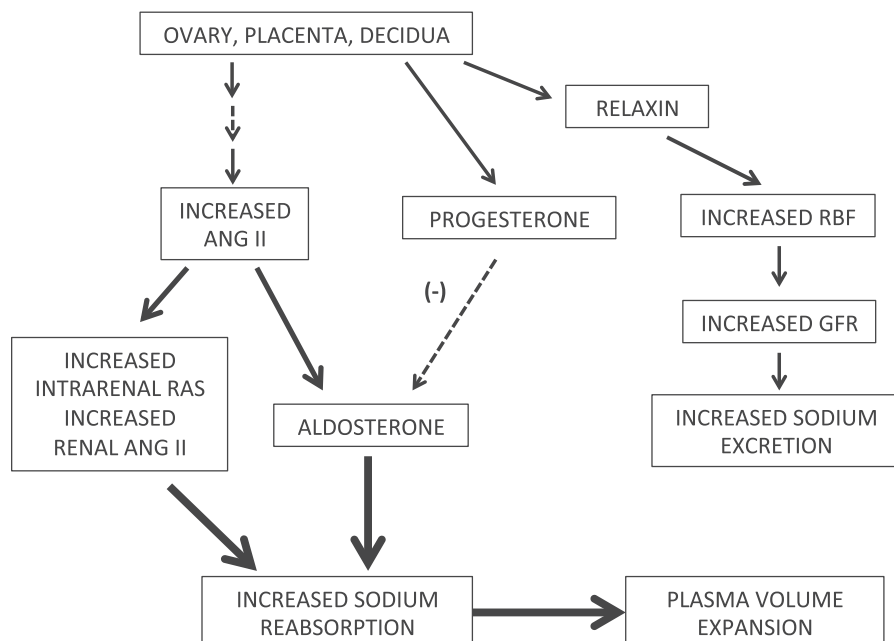 OVARY, PLACENTA, DECIDUA
RELAXIN
INCREASED
ANG II
PROGESTERONE
INCREASED RBF
(-)
INCREASED GFR
INCREASED
INTRARENAL RAS
INCREASED
RENAL ANG II
ALDOSTERONE
INCREASED SODIUM
EXCRETION
INCREASED SODIUM
REABSORPTION
PLASMA VOLUME
EXPANSION